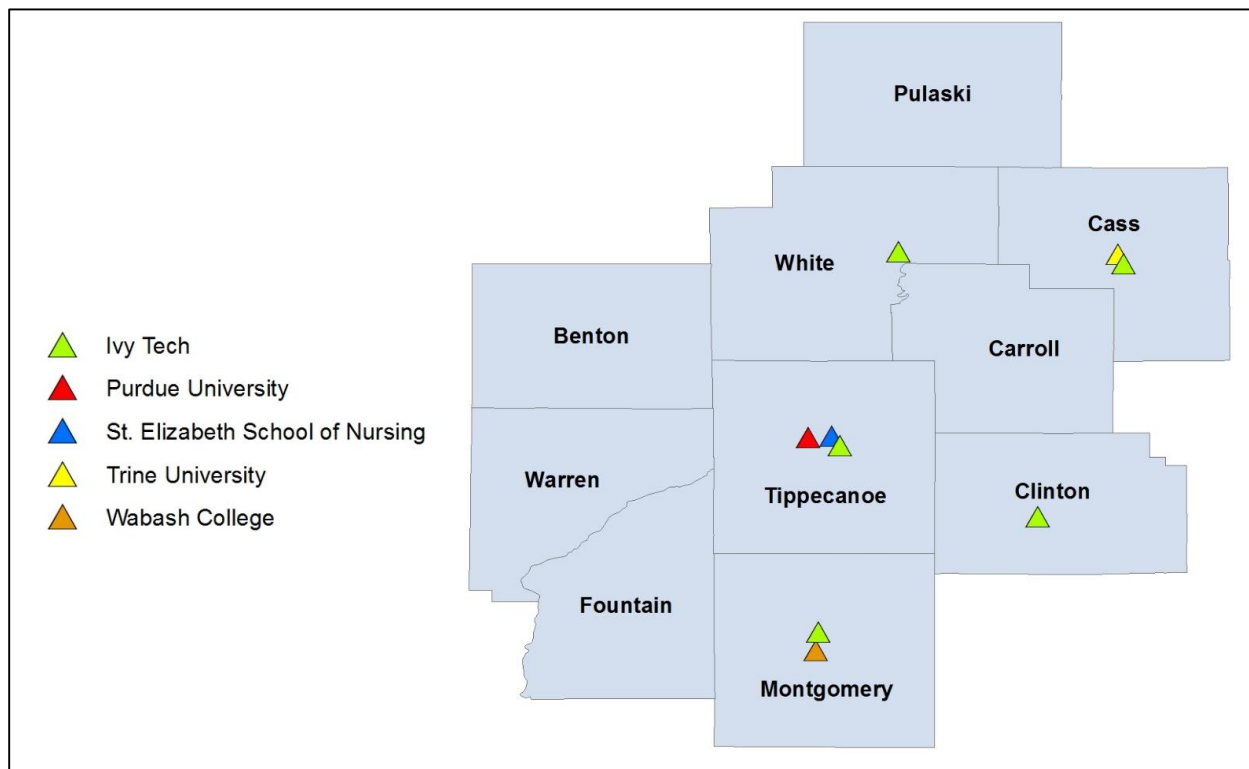 Pulaski
Cass
White
Benton
Carroll
Ivy Tech
Purdue University
St. Elizabeth School of Nursing
Trine University
Wabash College
Warren
Tippecanoe
Clinton
Fountain
Montgomery